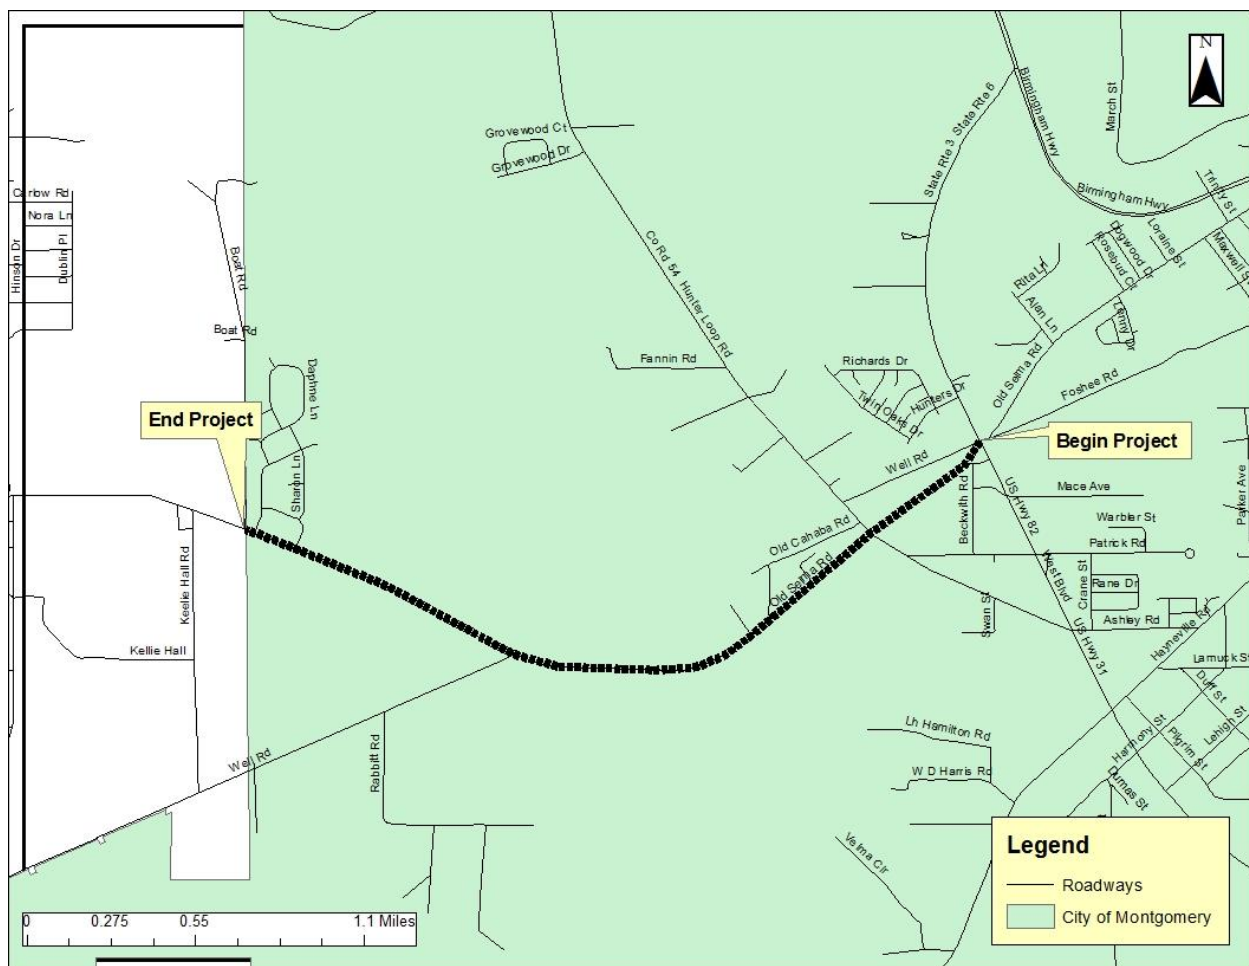 N
March St
Birmingham Hwy
State Rte 3 State Rte 6
Grovewood Ct
Grovewood Dr
Birmingham Hwy
Trinity St
Carlow Rd
Nora Ln
Dublin Pl
Hinson Dr
Boat Rd
Boat Rd
Co Rd 54 Hunter Loop Rd
Loraine St
Dogwood Dr
Rosebud Ct
Maxwell
Rita Ln
Alan Ln
Lenny Dr
Fannin Rd
Richards Dr
Old Selma Rd
Foshee Rd
Daphne Ln
Hunters Dr
Twin Oaks Dr
End Project
Begin Project
Well Rd
Sharon Ln
Beckwith Rd
US Hwy 82
Mace Ave
Parker Ave
Warbler St
Old Cahaba Rd
Patrick Rd
Old Selma Rd
West Blvd
Crane St
Rane Dr
Keelie Hall Rd
Swan St
Ashley Rd
Hayneville Rd
Kellie Hall
US Hwy 31
Lamuck St
Duff St
Well Rd
Rabbitt Rd
Lh Hamilton Rd
Harmony St
Pilgrim St
Lehigh St
W D Harris Rd
Dumas St
Velma Cir
Legend
Roadways
City of Montgomery
0 0.275 0.55 1.1 Miles